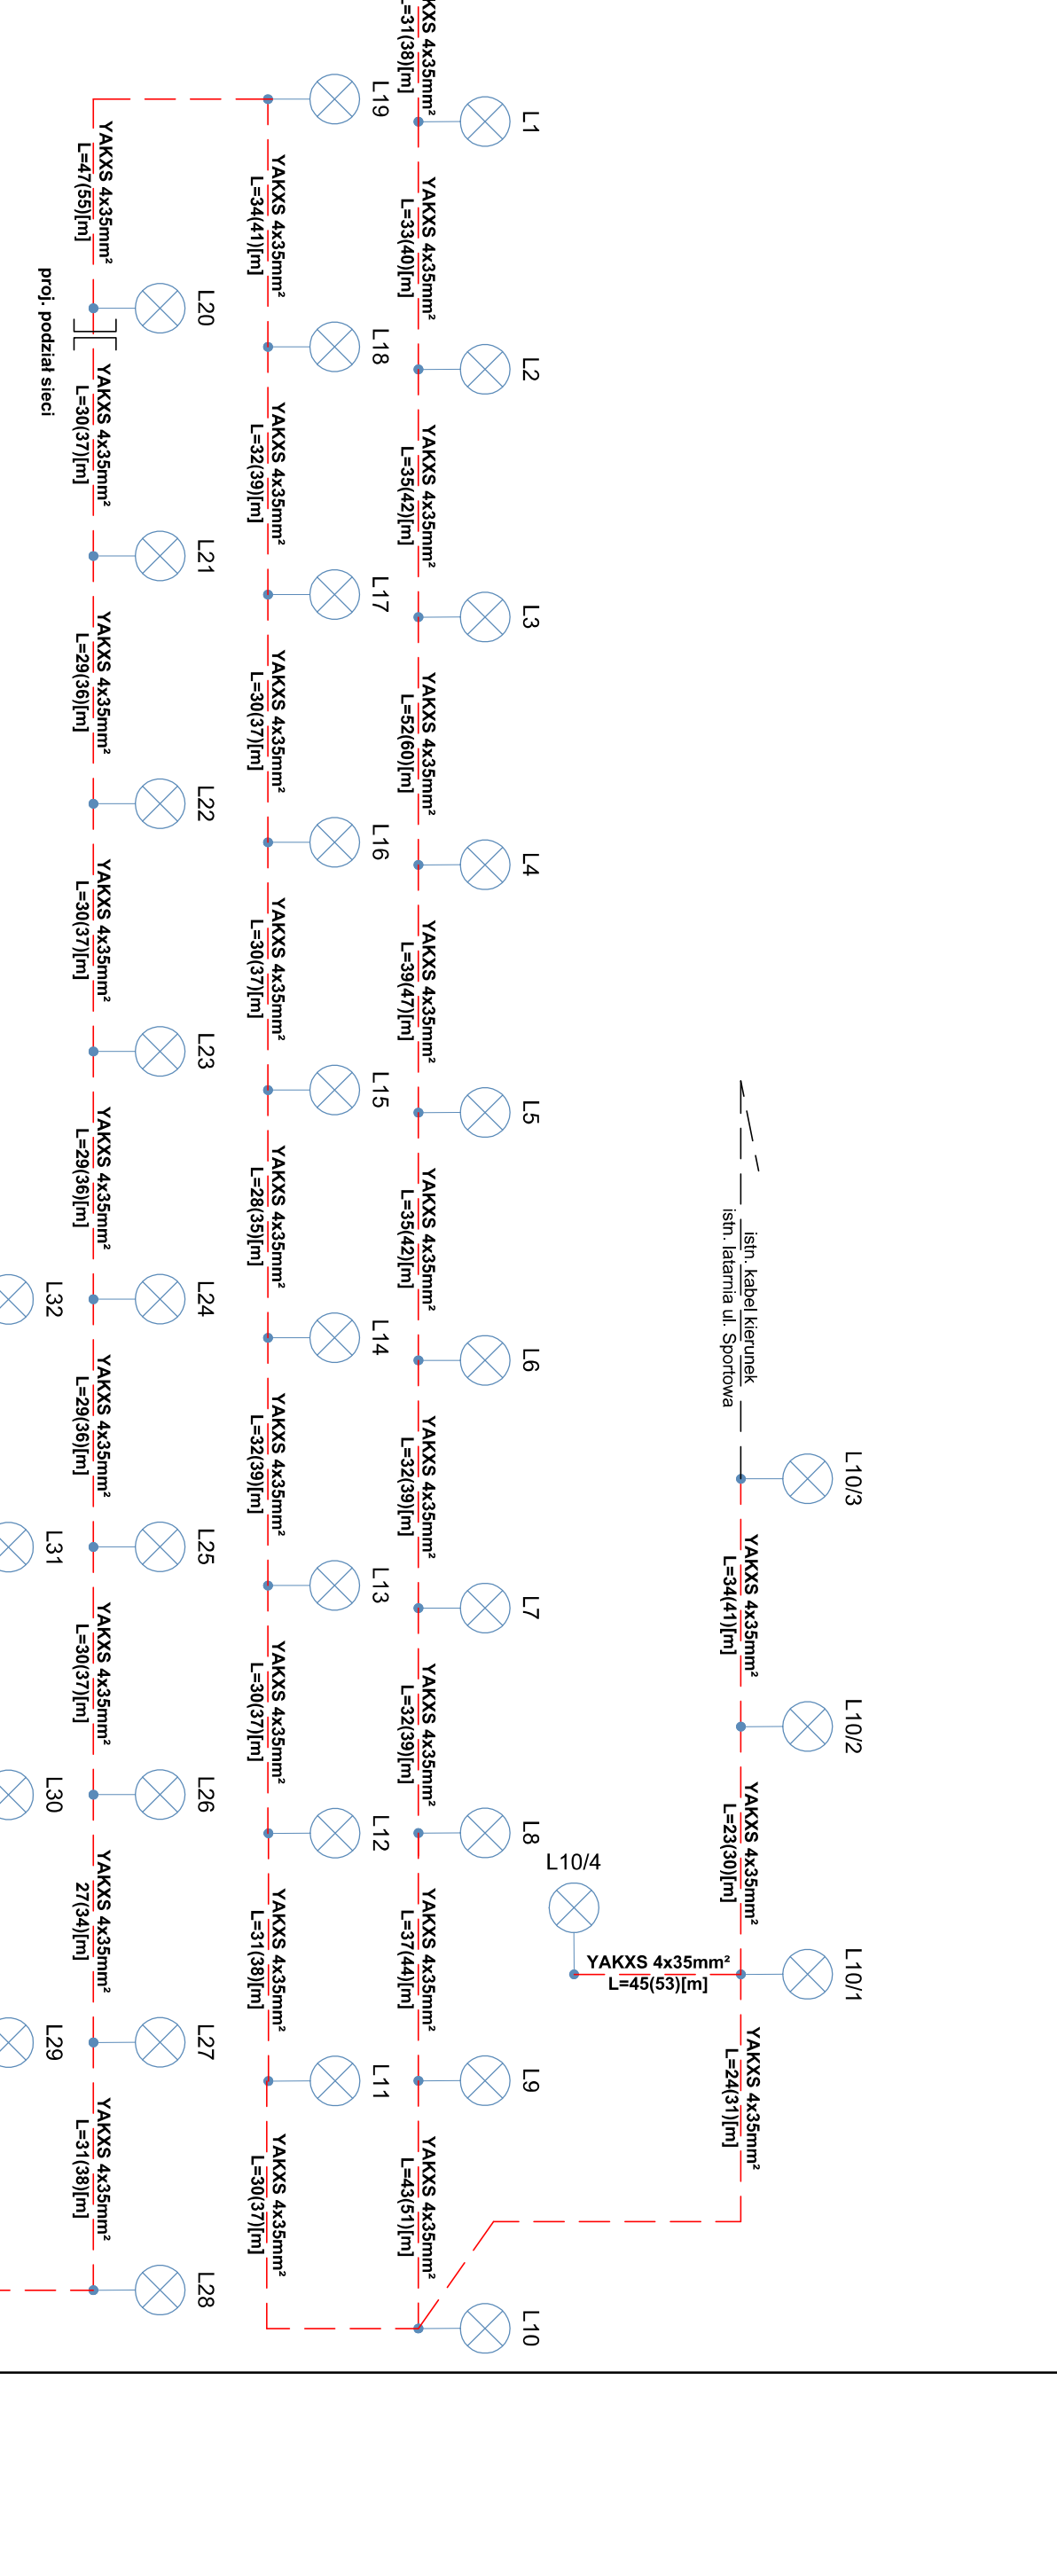 L10/3
L10/2
L10/1
istn. kabel kierunek
istn. latarnia ul. Sportowa
YAKXS 4x35mm²
L=34(41)[m]
YAKXS 4x35mm²
L=23(30)[m]
YAKXS 4x35mm²
L=24(31)[m]
L10/4
YAKXS 4x35mm²
L=45(53)[m]
L1
L2
L3
L4
L5
L6
L7
L8
L9
L10
KXS 4x35mm²
L=31(38)[m]
YAKXS 4x35mm²
L=33(40)[m]
YAKXS 4x35mm²
L=35(42)[m]
YAKXS 4x35mm²
L=52(60)[m]
YAKXS 4x35mm²
L=39(47)[m]
YAKXS 4x35mm²
L=35(42)[m]
YAKXS 4x35mm²
L=32(39)[m]
YAKXS 4x35mm²
L=32(39)[m]
YAKXS 4x35mm²
L=37(44)[m]
YAKXS 4x35mm²
L=43(51)[m]
L19
L18
L17
L16
L15
L14
L13
L12
L11
YAKXS 4x35mm²
L=34(41)[m]
YAKXS 4x35mm²
L=32(39)[m]
YAKXS 4x35mm²
L=30(37)[m]
YAKXS 4x35mm²
L=30(37)[m]
YAKXS 4x35mm²
L=28(35)[m]
YAKXS 4x35mm²
L=32(39)[m]
YAKXS 4x35mm²
L=30(37)[m]
YAKXS 4x35mm²
L=31(38)[m]
YAKXS 4x35mm²
L=30(37)[m]
L20
L21
L22
L23
L24
L25
L26
L27
L28
YAKXS 4x35mm²
L=47(55)[m]
YAKXS 4x35mm²
L=30(37)[m]
YAKXS 4x35mm²
L=29(36)[m]
YAKXS 4x35mm²
L=30(37)[m]
YAKXS 4x35mm²
L=29(36)[m]
YAKXS 4x35mm²
L=29(36)[m]
YAKXS 4x35mm²
L=30(37)[m]
YAKXS 4x35mm²
27(34)[m]
YAKXS 4x35mm²
L=31(38)[m]
proj. podział sieci
L32
L31
L30
L29